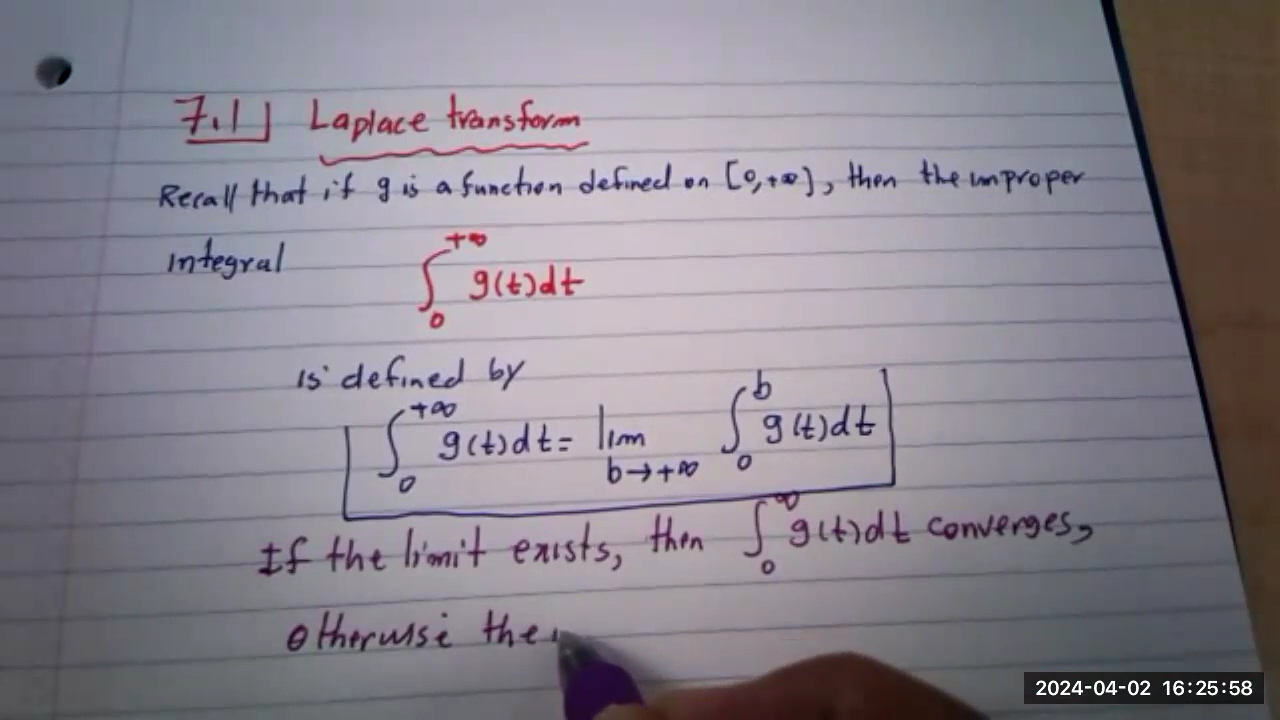 7.1 Laplace transform
Recall that if g is a function defined on [0,+∞), then the improper
integral ∫₀^{+∞} g(t)dt
is defined by
∫₀^{+∞} g(t)dt = lim_{b→+∞} ∫₀^{b} g(t)dt
If the limit exists, then ∫₀^{∞} g(t)dt converges,
otherwise the
2024-04-02 16:25:58